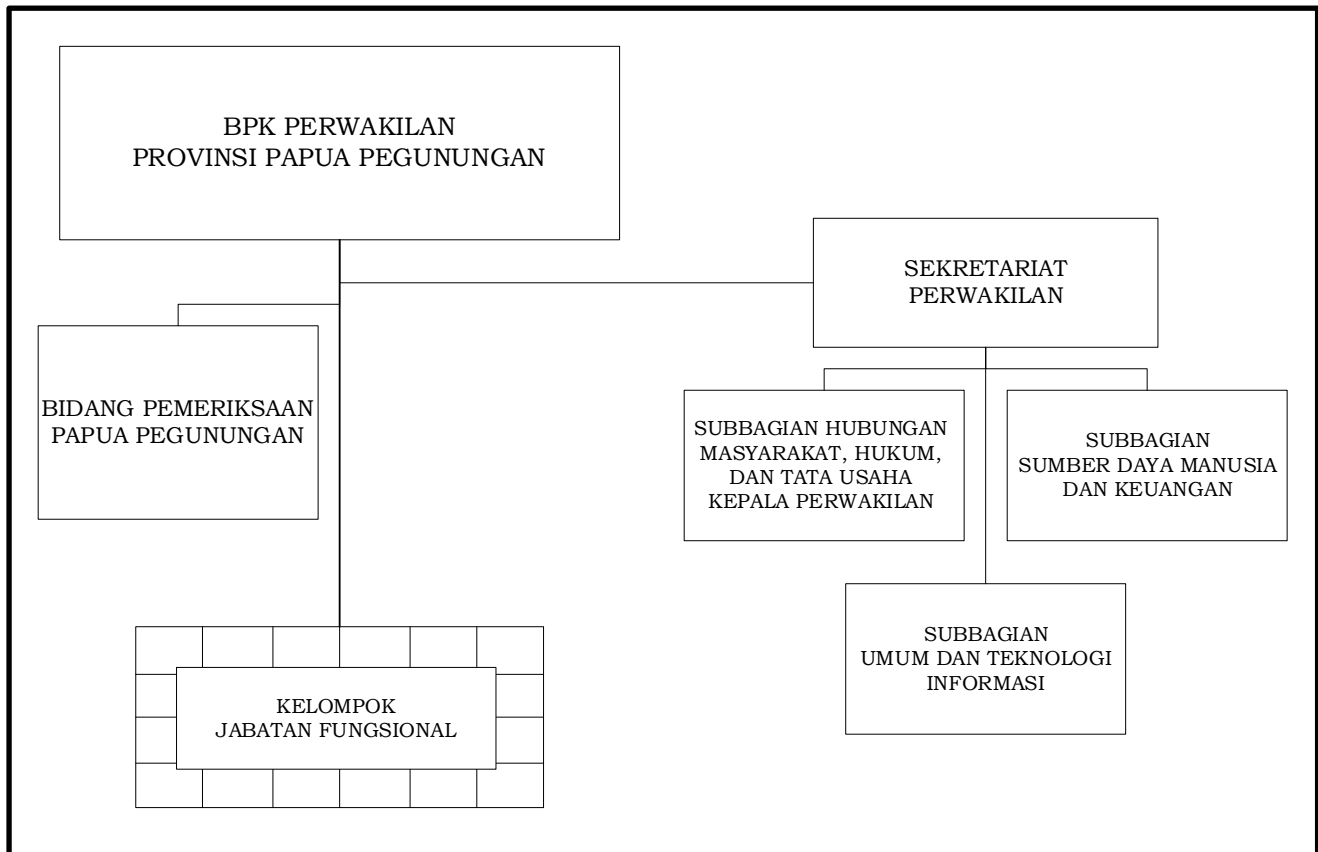 BPK PERWAKILAN
PROVINSI PAPUA PEGUNUNGAN
SEKRETARIAT
PERWAKILAN
BIDANG PEMERIKSAAN
PAPUA PEGUNUNGAN
SUBBAGIAN HUBUNGAN
MASYARAKAT, HUKUM,
DAN TATA USAHA
KEPALA PERWAKILAN
SUBBAGIAN
SUMBER DAYA MANUSIA
DAN KEUANGAN
SUBBAGIAN
UMUM DAN TEKNOLOGI
INFORMASI
KELOMPOK
JABATAN FUNGSIONAL